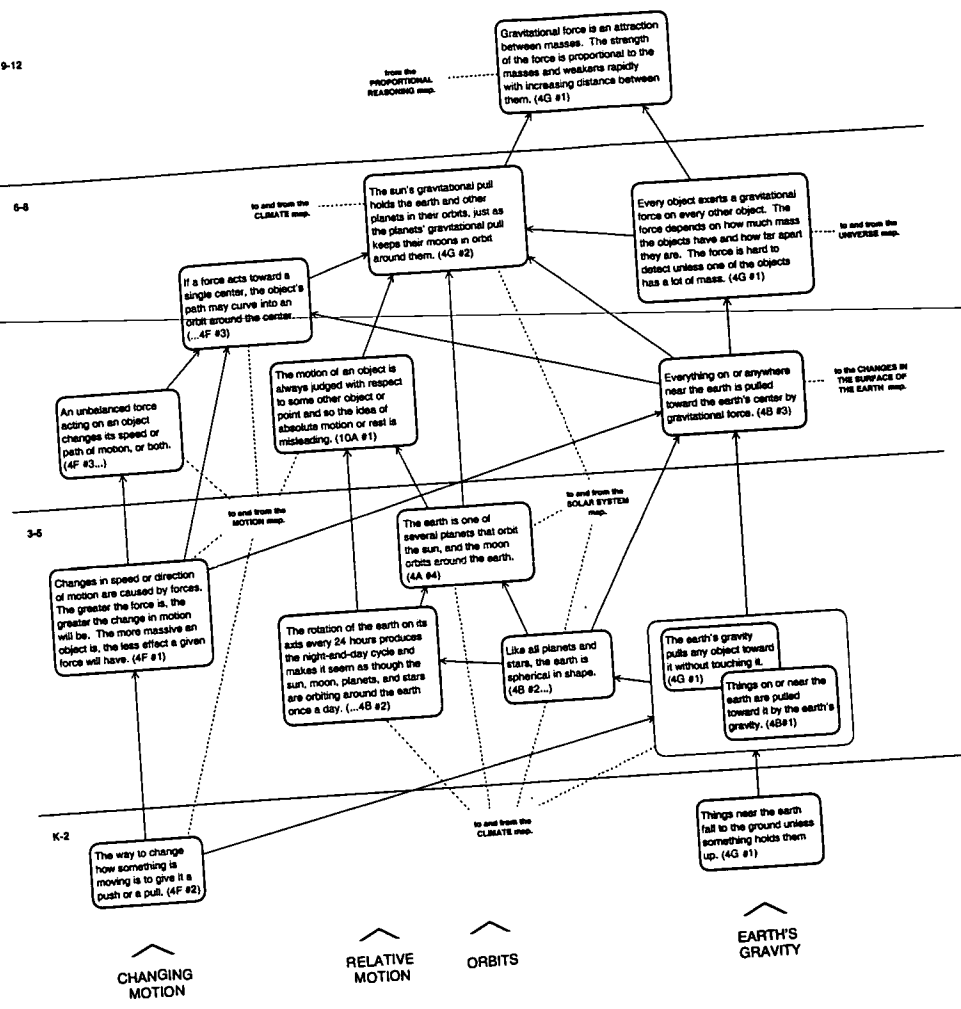 Gravitational force is an attraction
between masses. The strength
of the force is proportional to the
masses and weakens rapidly
with increasing distance between
them. (4G #1)
9-12
from the
PROPORTIONAL
REASONING map.
6-8
to and from the
CLIMATE map.
The sun's gravitational pull
holds the earth and other
planets in their orbits, just as
the planets' gravitational pull
keeps their moons in orbit
around them. (4G #2)
Every object exerts a gravitational
force on every other object. The
force depends on how much mass
the objects have and how far apart
they are. The force is hard to
detect unless one of the objects
has a lot of mass. (4G #1)
to and from the
UNIVERSE map.
If a force acts toward a
single center, the object's
path may curve into an
orbit around the center.
(...4F #3)
The motion of an object is
always judged with respect
to some other object or
point and so the idea of
absolute motion or rest is
misleading. (10A #1)
Everything on or anywhere
near the earth is pulled
toward the earth's center by
gravitational force. (4B #3)
to the CHANGES IN
THE SURFACE OF
THE EARTH map.
An unbalanced force
acting on an object
changes its speed or
path of motion, or both.
(4F #3...)
to and from the
MOTION map.
to and from the
SOLAR SYSTEM
map.
3-5
The earth is one of
several planets that orbit
the sun, and the moon
orbits around the earth.
(4A #4)
Changes in speed or direction
of motion are caused by forces.
The greater the force is, the
greater the change in motion
will be. The more massive an
object is, the less effect a given
force will have. (4F #1)
The rotation of the earth on its
axis every 24 hours produces
the night-and-day cycle and
makes it seem as though the
sun, moon, planets, and stars
are orbiting around the earth
once a day. (...4B #2)
Like all planets and
stars, the earth is
spherical in shape.
(4B #2...)
The earth's gravity
pulls any object toward
it without touching it.
(4G #1)
Things on or near the
earth are pulled
toward it by the earth's
gravity. (4B#1)
K-2
to and from the
CLIMATE map.
The way to change
how something is
moving is to give it a
push or a pull. (4F #2)
Things near the earth
fall to the ground unless
something holds them
up. (4G #1)
CHANGING
MOTION
RELATIVE
MOTION
ORBITS
EARTH'S
GRAVITY